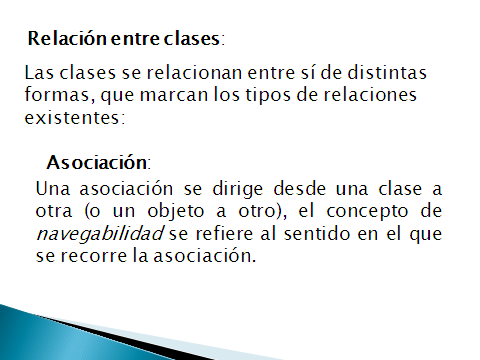 Relación entre clases:
Las clases se relacionan entre sí de distintas
formas, que marcan los tipos de relaciones
existentes:
Asociación:
Una asociación se dirige desde una clase a
otra (o un objeto a otro), el concepto de
navegabilidad se refiere al sentido en el que
se recorre la asociación.